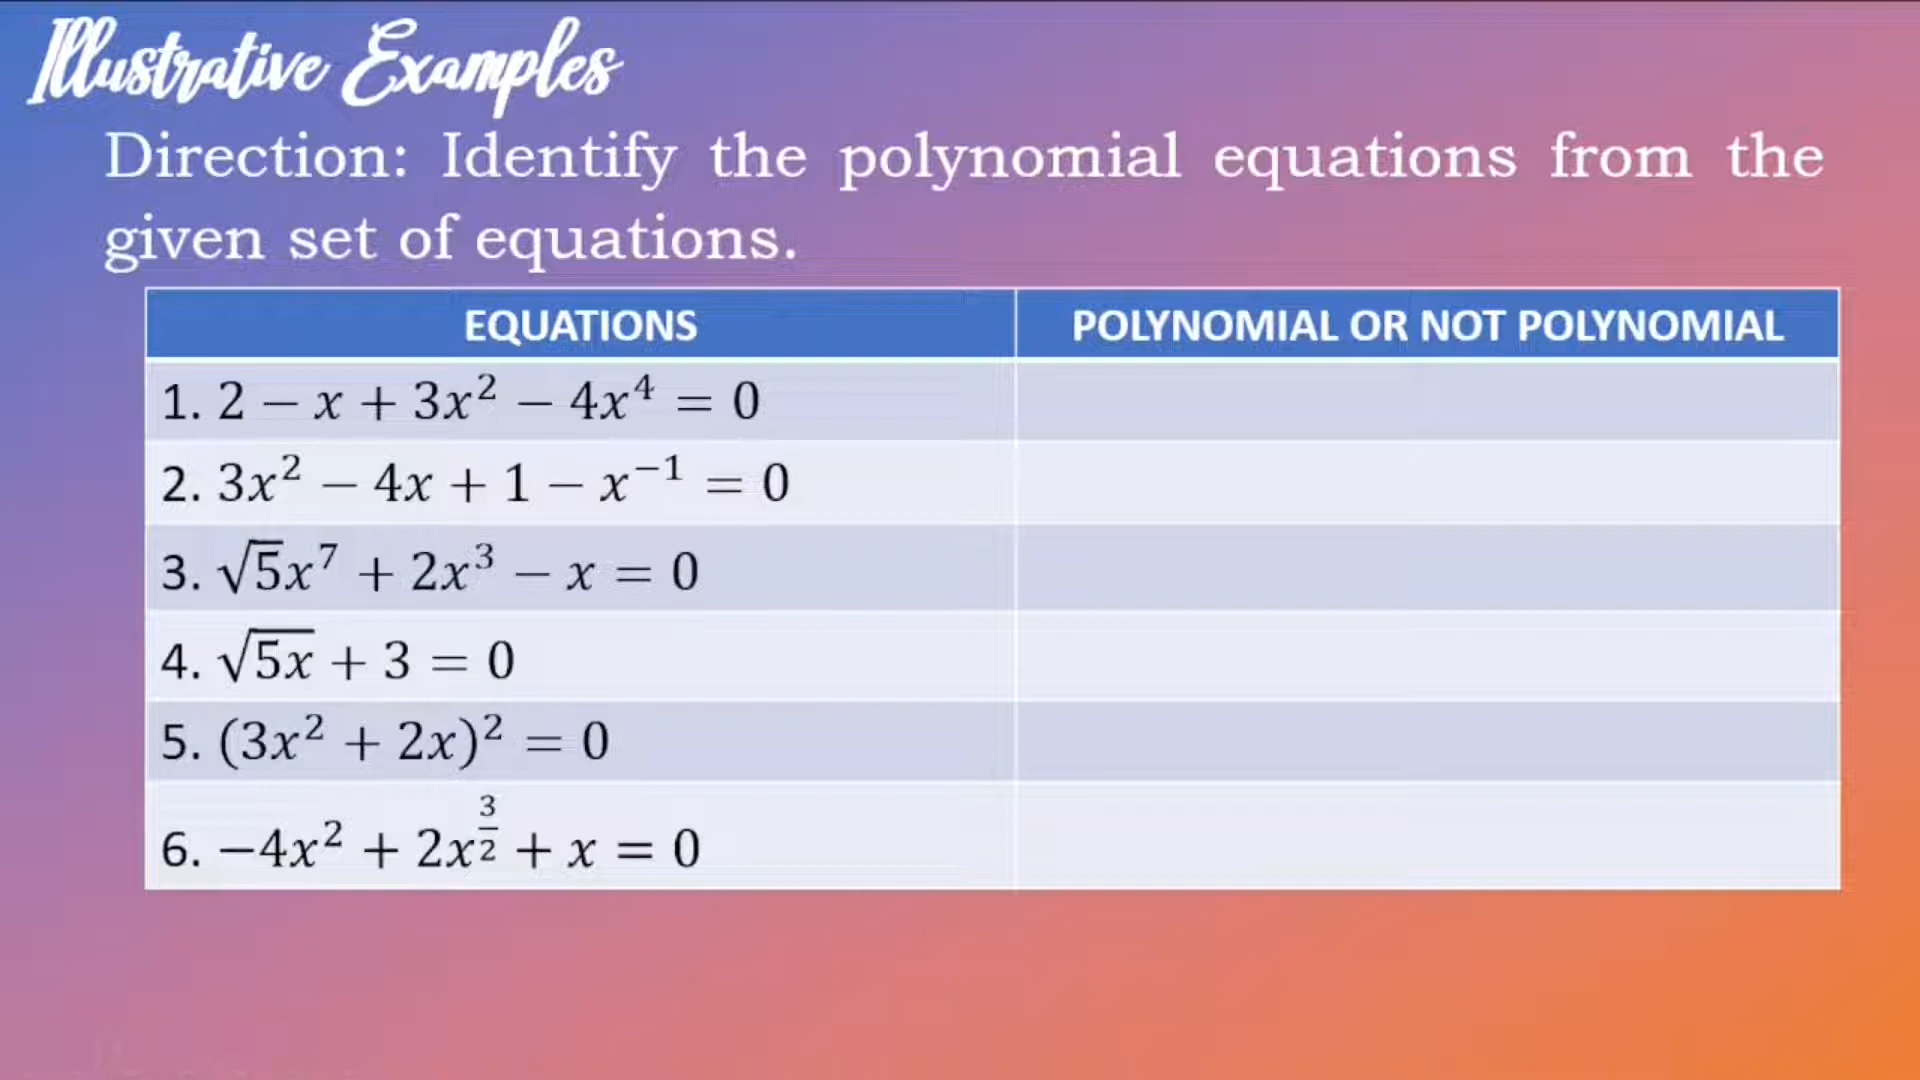 Illustrative Examples
Direction: Identify the polynomial equations from the
given set of equations.
EQUATIONS POLYNOMIAL OR NOT POLYNOMIAL
1. 2 − x + 3x² − 4x⁴ = 0
2. 3x² − 4x + 1 − x⁻¹ = 0
3. √5x⁷ + 2x³ − x = 0
4. √(5x) + 3 = 0
5. (3x² + 2x)² = 0
6. −4x² + 2x^(3/2) + x = 0